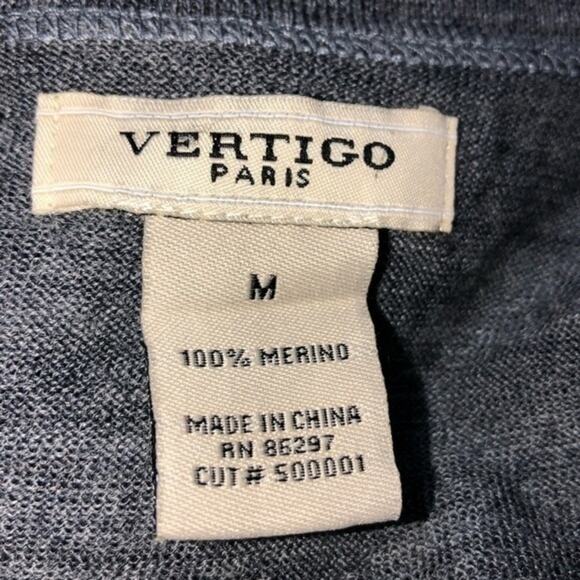 VERTIGO
PARIS
M
100% MERINO
MADE IN CHINA
RN 86297
CUT# 500001